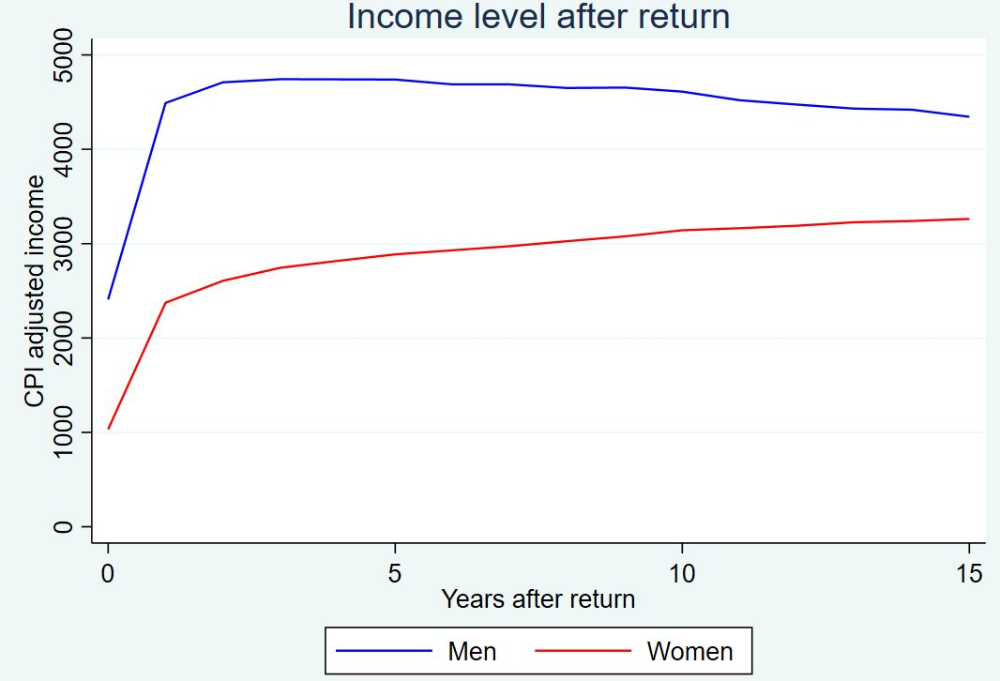 Income level after return
CPI adjusted income
5000
4000
3000
2000
1000
0
0 5 10 15
Years after return
Men Women